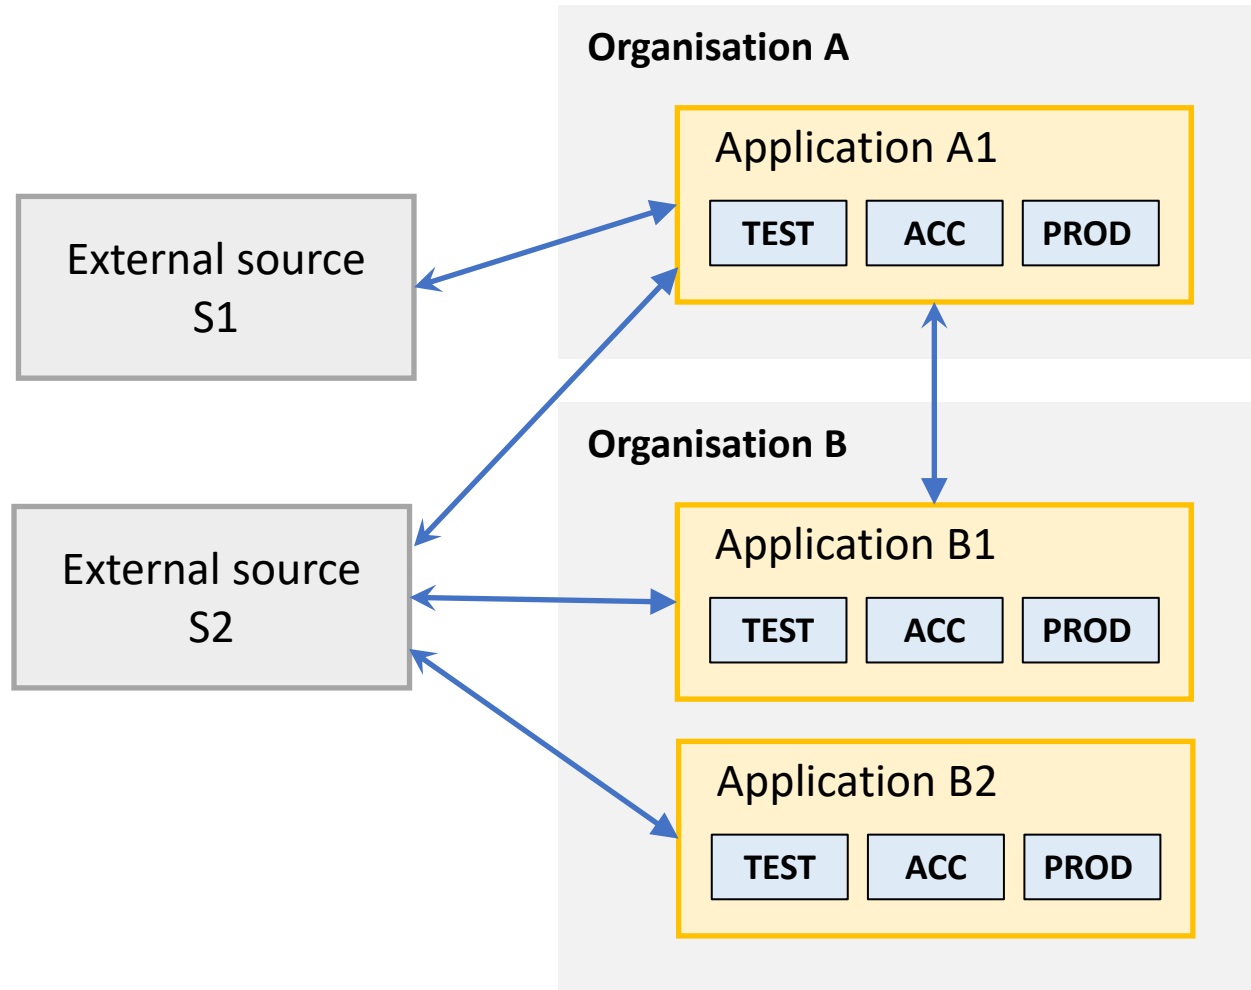 Organisation A
Application A1
TEST ACC PROD
External source
S1
Organisation B
External source
S2
Application B1
TEST ACC PROD
Application B2
TEST ACC PROD